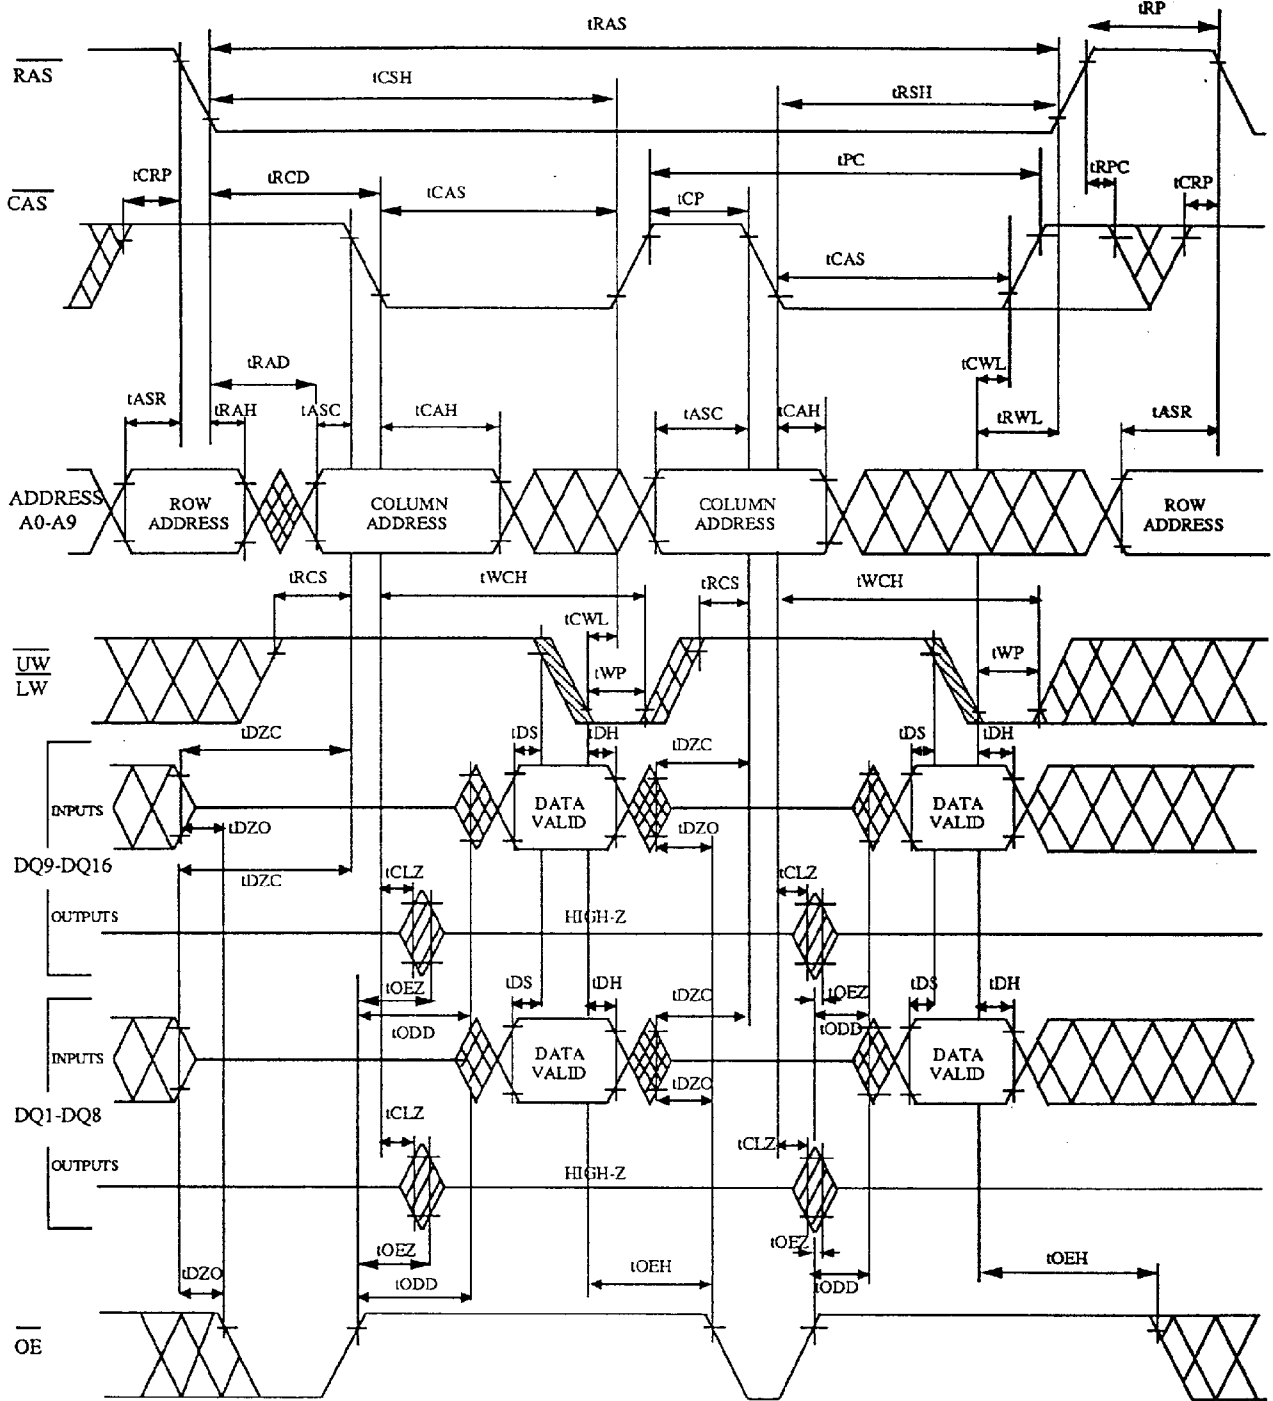 tRAS
tRP
RAS
tCSH
tRSH
tPC
tCRP
tRCD
tCAS
tCP
tRPC
tCRP
CAS
tCAS
tRAD
tCWL
tASR
tRAH
tASC
tCAH
tASC
tCAH
tRWL
tASR
ADDRESS
A0-A9
ROW
ADDRESS
COLUMN
ADDRESS
COLUMN
ADDRESS
ROW
ADDRESS
tRCS
tWCH
tRCS
tWCH
tCWL
UW
LW
tWP
tWP
tDZC
tDS
tDH
tDZC
tDS
tDH
INPUTS
DATA
VALID
DATA
VALID
tDZO
tDZO
DQ9-DQ16
tDZC
tCLZ
tCLZ
OUTPUTS
HIGH-Z
tOEZ
tDS
tDH
tDZC
tOEZ
tDS
tDH
tODD
tODD
INPUTS
DATA
VALID
DATA
VALID
tDZO
DQ1-DQ8
tCLZ
tCLZ
OUTPUTS
HIGH-Z
tOEZ
tOEZ
tDZO
tODD
tOEH
tODD
tOEH
OE